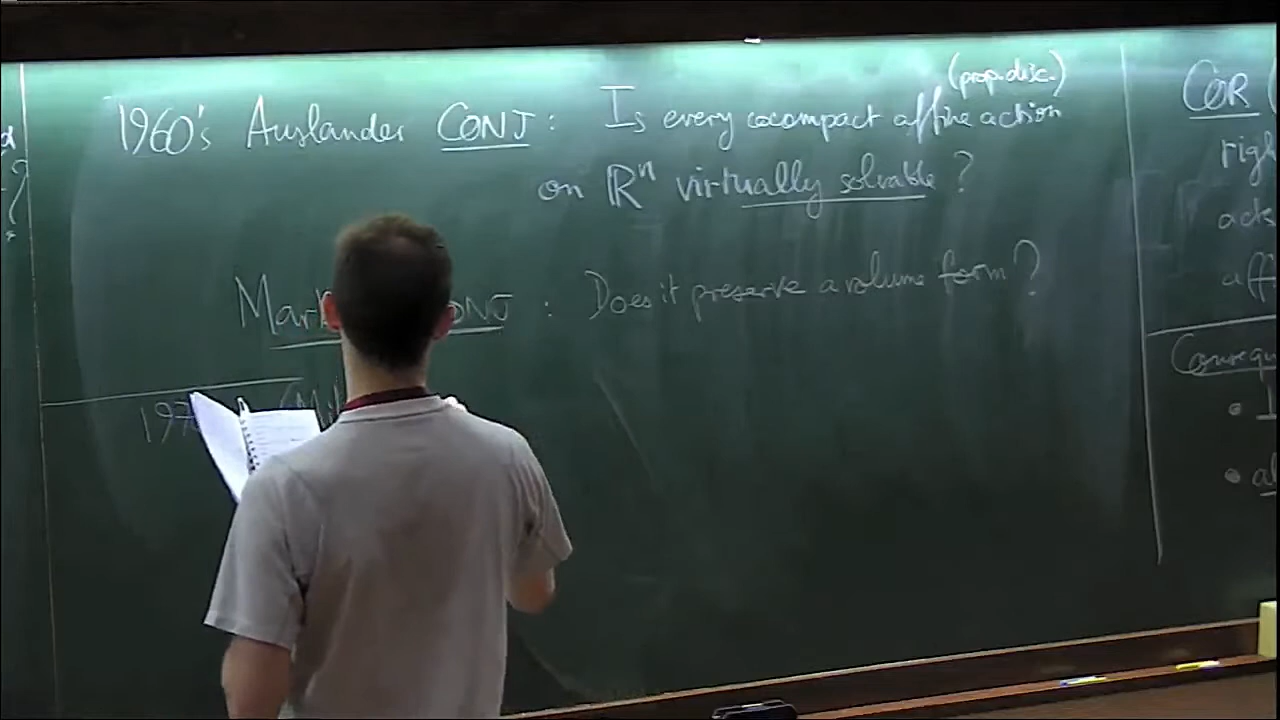 (prop. disc.)
1960's Auslander CONJ : Is every cocompact affine action
on ℝⁿ virtually solvable ?
CONJ : Does it preserve a volume form ?
COR (
acts
Consequ